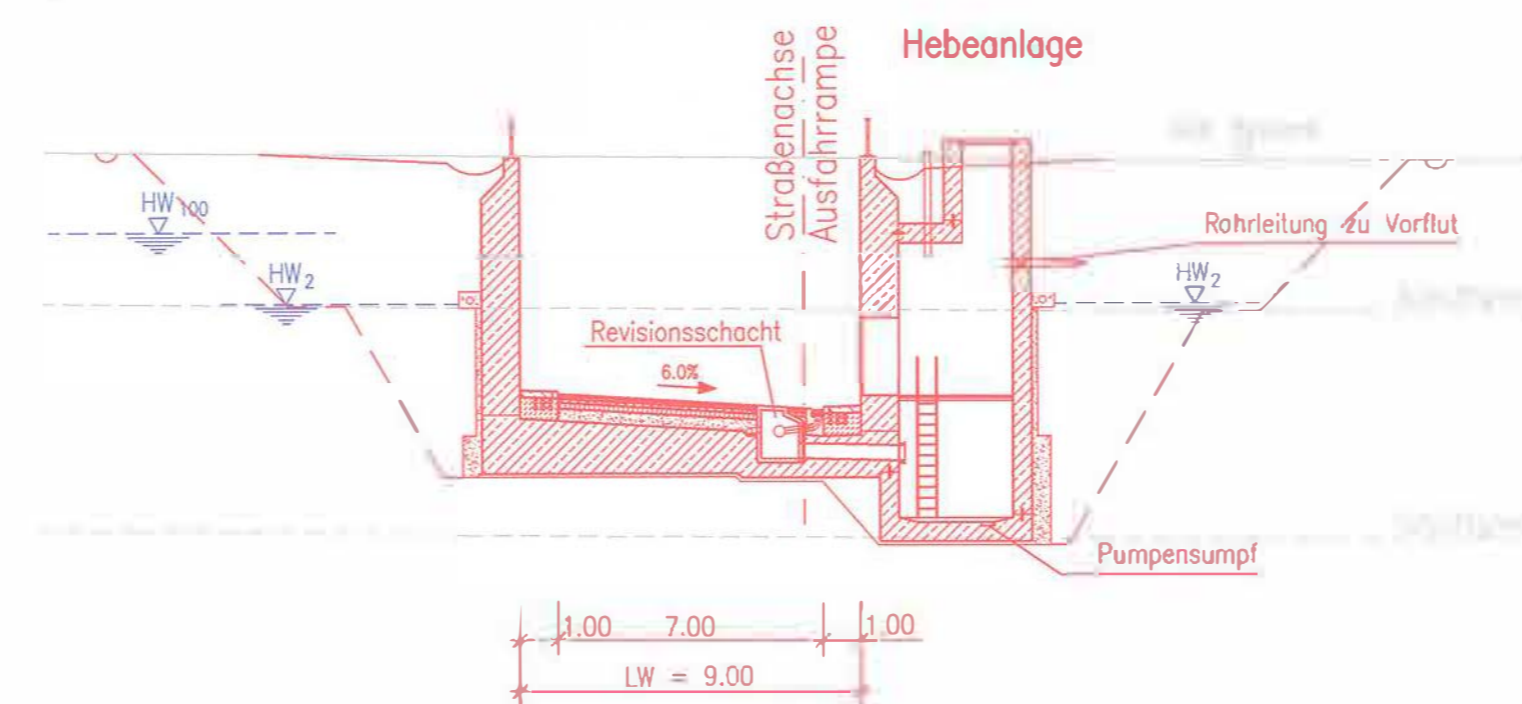 Hebeanlage
Straßenachse
Ausfahrrampe
HW100
Rohrleitung zu Vorflut
HW2
HW2
Revisionsschacht
6.0%
Pumpensumpf
1.00 7.00 1.00
LW = 9.00